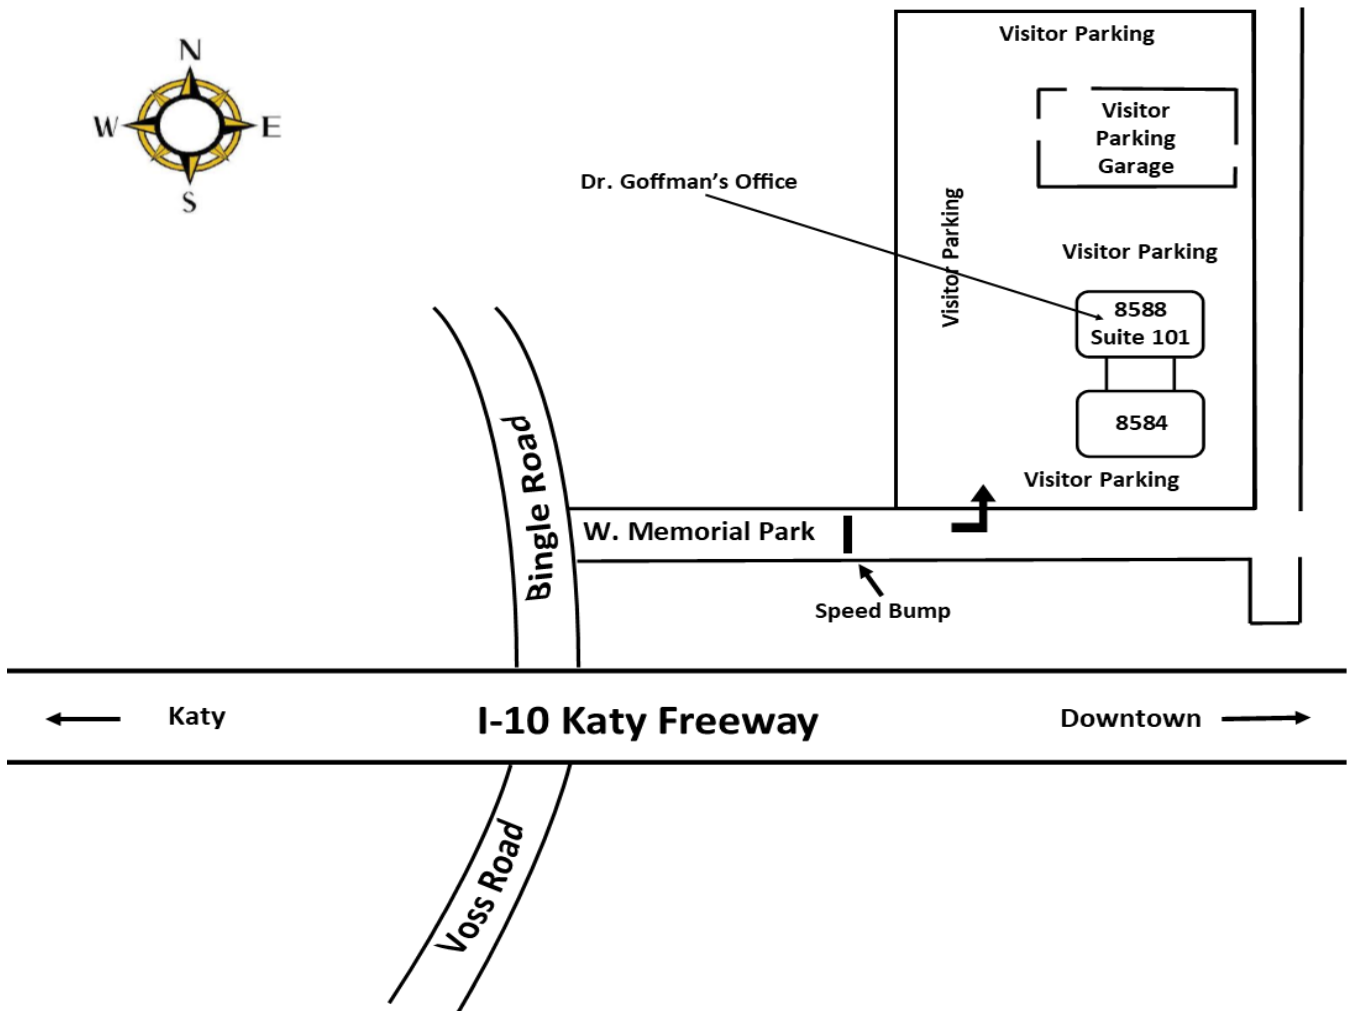 N
W E
S
Visitor Parking
Visitor
Parking
Garage
Dr. Goffman’s Office
Visitor Parking
Visitor Parking
8588
Suite 101
8584
Visitor Parking
Bingle Road
W. Memorial Park
Speed Bump
Katy
I-10 Katy Freeway
Downtown
Voss Road